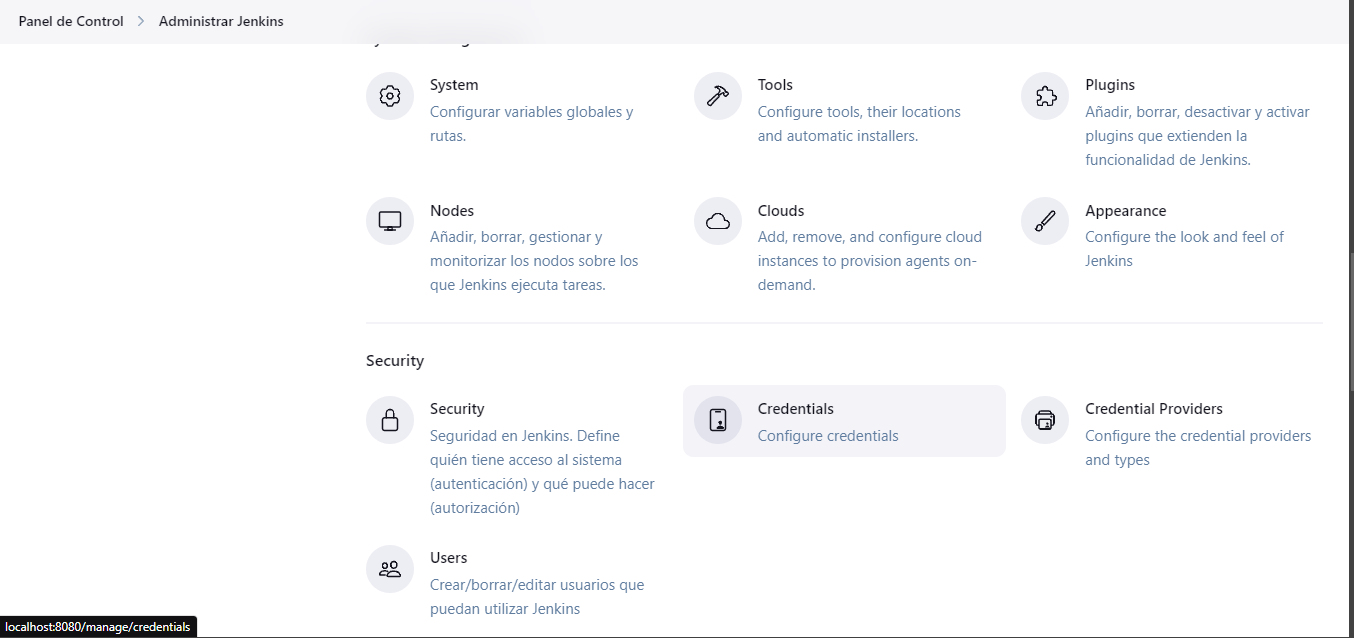 Panel de Control > Administrar Jenkins
System
Configurar variables globales y
rutas.
Tools
Configure tools, their locations
and automatic installers.
Plugins
Añadir, borrar, desactivar y activar
plugins que extienden la
funcionalidad de Jenkins.
Nodes
Añadir, borrar, gestionar y
monitorizar los nodos sobre los
que Jenkins ejecuta tareas.
Clouds
Add, remove, and configure cloud
instances to provision agents on-
demand.
Appearance
Configure the look and feel of
Jenkins
Security
Security
Seguridad en Jenkins. Define
quién tiene acceso al sistema
(autenticación) y qué puede hacer
(autorización)
Credentials
Configure credentials
Credential Providers
Configure the credential providers
and types
Users
Crear/borrar/editar usuarios que
puedan utilizar Jenkins
localhost:8080/manage/credentials